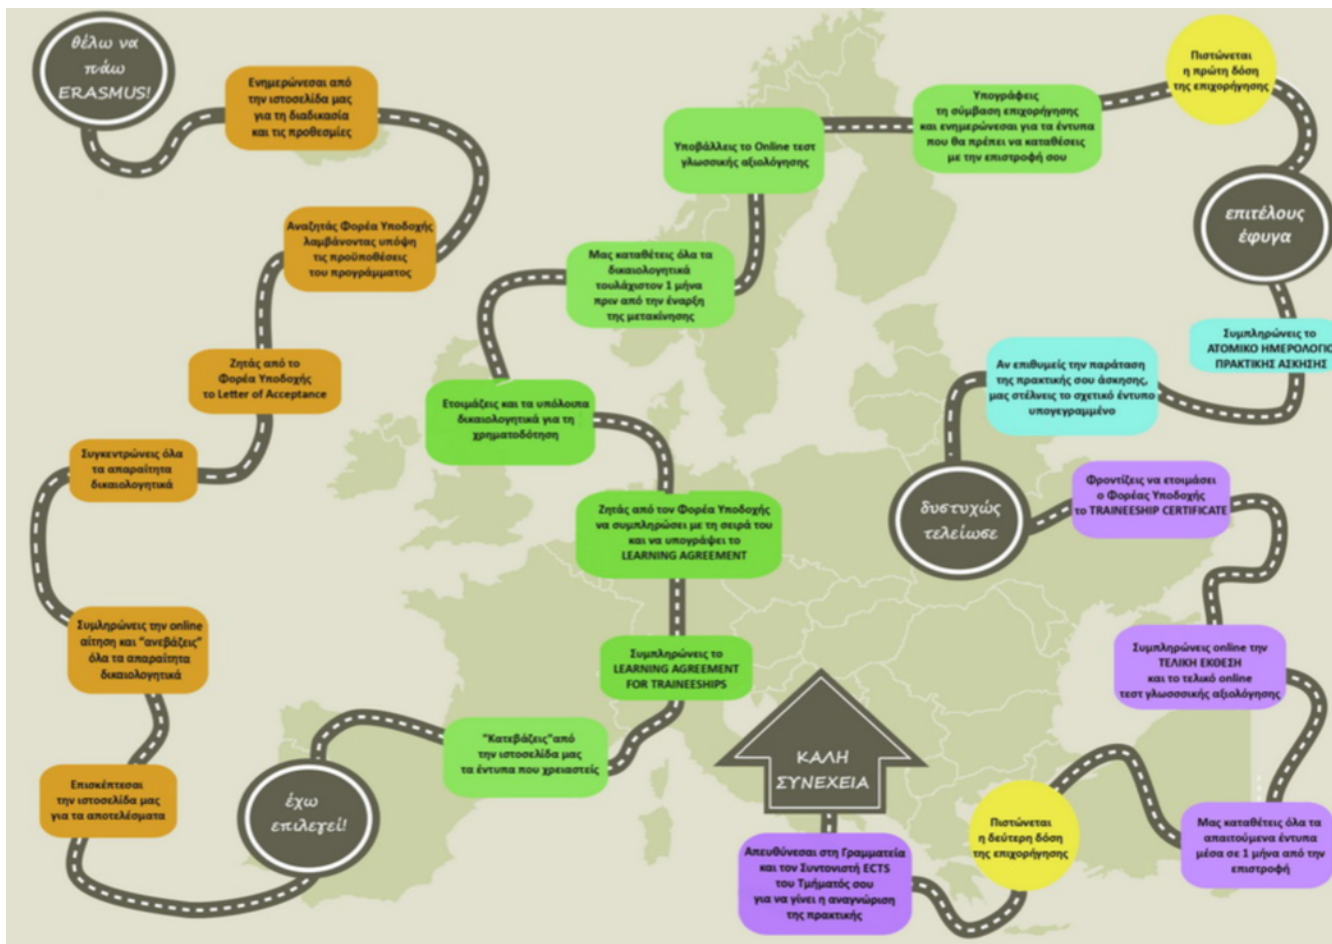 θέλω να
πάω
ERASMUS!
Ενημερώνεσαι από
την ιστοσελίδα μας
για τη διαδικασία
και τις προθεσμίες
Αναζητάς Φορέα Υποδοχής
λαμβάνοντας υπόψη
τις προϋποθέσεις
του προγράμματος
Ζητάς από το
Φορέα Υποδοχής
το Letter of Acceptance
Συγκεντρώνεις όλα
τα απαραίτητα
δικαιολογητικά
Συμληρώνεις την online
αίτηση και "ανεβάζεις"
όλα τα απαραίτητα
δικαιολογητικά
Επισκέπτεσαι
την ιστοσελίδα μας
για τα αποτελέσματα
έχω
επιλεγεί!
"Κατεβάζεις"από
την ιστοσελίδα μας
τα έντυπα που χρειαστείς
Συμπληρώνεις το
LEARNING AGREEMENT
FOR TRAINEESHIPS
Ζητάς από τον Φορέα Υποδοχής
να συμπληρώσει με τη σειρά του
και να υπογράψει το
LEARNING AGREEMENT
Ετοιμάζεις και τα υπόλοιπα
δικαιολογητικά για τη
χρηματοδότηση
Μας καταθέτεις όλα τα
δικαιολογητικά
τουλάχιστον 1 μήνα
πριν από την έναρξη
της μετακίνησης
Υποβάλλεις το Online τεστ
γλωσσικής αξιολόγησης
Υπογράφεις
τη σύμβαση επιχορήγησης
και ενημερώνεσαι για τα έντυπα
που θα πρέπει να καταθέσεις
με την επιστροφή σου
Πιστώνεται
η πρώτη δόση
της επιχορήγησης
επιτέλους
έφυγα
Συμπληρώνεις το
ΑΤΟΜΙΚΟ ΗΜΕΡΟΛΟΓΙΟ
ΠΡΑΚΤΙΚΗΣ ΑΣΚΗΣΗΣ
Αν επιθυμείς την παράταση
της πρακτικής σου άσκησης,
μας στέλνεις το σχετικό έντυπο
υπογεγραμμένο
δυστυχώς
τελείωσε
Φροντίζεις να ετοιμάσει
ο Φορέας Υποδοχής
το TRAINEESHIP CERTIFICATE
Συμπληρώνεις online την
ΤΕΛΙΚΗ ΕΚΘΕΣΗ
και το τελικό online
τεστ γλωσσσικής αξιολόγησης
Μας καταθέτεις όλα τα
απαιτούμενα έντυπα
μέσα σε 1 μήνα από την
επιστροφή
Πιστώνεται
η δεύτερη δόση
της επιχορήγησης
Απευθύνεσαι στη Γραμματεία
και τον Συντονιστή ECTS
του Τμήματός σου
για να γίνει η αναγνώριση
της πρακτικής
ΚΑΛΗ
ΣΥΝΕΧΕΙΑ